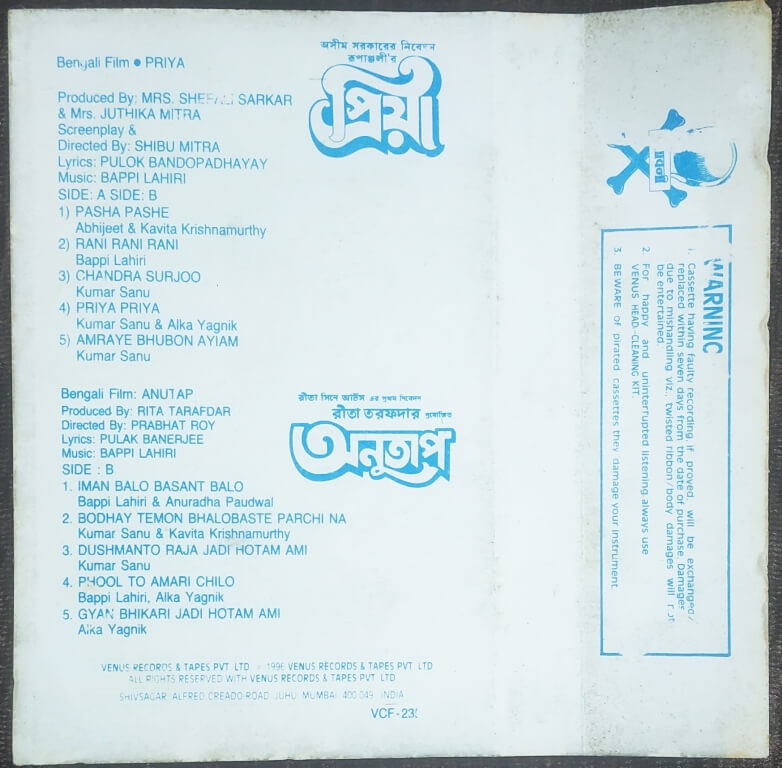 Bengali Film • PRIYA
Produced By: MRS. SHEFALI SARKAR
& Mrs. JUTHIKA MITRA
Screenplay &
Directed By: SHIBU MITRA
Lyrics: PULOK BANDOPADHAYAY
Music: BAPPI LAHIRI
SIDE: A SIDE: B
1) PASHA PASHE
Abhijeet & Kavita Krishnamurthy
2) RANI RANI RANI
Bappi Lahiri
3) CHANDRA SURJOO
Kumar Sanu
4) PRIYA PRIYA
Kumar Sanu & Alka Yagnik
5) AMRAYE BHUBON AYIAM
Kumar Sanu
অসীম সরকারের নিবেদন
রূপাঞ্জলী'র
প্রিয়া
Bengali Film: ANUTAP
Produced By: RITA TARAFDAR
Directed By: PRABHAT ROY
Lyrics: PULAK BANERJEE
Music: BAPPI LAHIRI
SIDE : B
1. IMAN BALO BASANT BALO
Bappi Lahiri & Anuradha Paudwal
2. BODHAY TEMON BHALOBASTE PARCHI NA
Kumar Sanu & Kavita Krishnamurthy
3. DUSHMANTO RAJA JADI HOTAM AMI
Kumar Sanu
4. PHOOL TO AMARI CHILO
Bappi Lahiri, Alka Yagnik
5. GYAN BHIKARI JADI HOTAM AMI
Alka Yagnik
রীতা সিনে আর্টস এর প্রথম নিবেদন
রীতা তরফদার প্রযোজিত
অনুতাপ
VENUS RECORDS & TAPES PVT. LTD. 1996 VENUS RECORDS & TAPES PVT. LTD.
ALL RIGHTS RESERVED WITH VENUS RECORDS & TAPES PVT. LTD.
SHIVSAGAR, ALFRED CREADO ROAD, JUHU, MUMBAI 400 049. INDIA
VCF-23
WARNING
1. Cassette having faulty recording, if proved, will be exchanged/
replaced within seven days from the date of purchase. Damages
due to mishandling viz., twisted ribbon/body damages will not
be entertained.
2. For happy and uninterrupted listening always use
VENUS HEAD-CLEANING KIT.
3. BEWARE of pirated cassettes they damage your instrument.